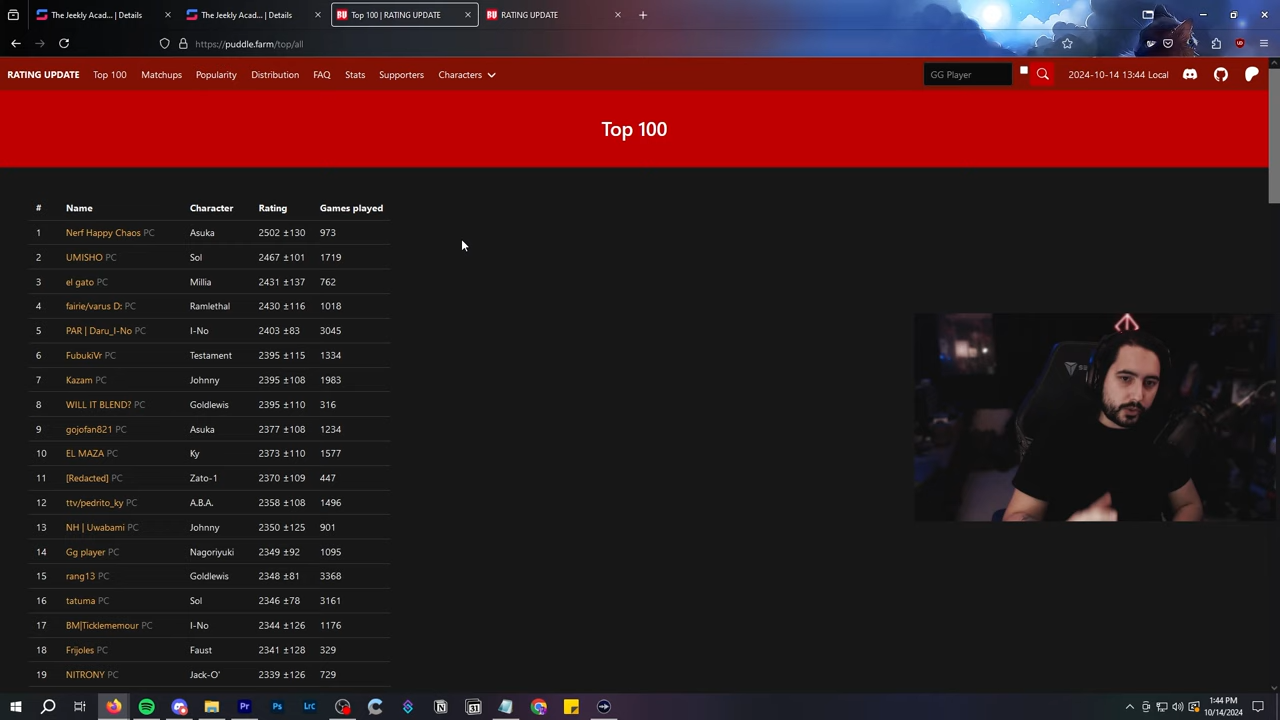 The Jeekly Acad... | Details
The Jeekly Acad... | Details
Top 100 | RATING UPDATE
RATING UPDATE
https://puddle.farm/top/all
RATING UPDATE Top 100 Matchups Popularity Distribution FAQ Stats Supporters Characters
GG Player
2024-10-14 13:44 Local
Top 100
# Name Character Rating Games played
1 Nerf Happy Chaos PC Asuka 2502 ±130 973
2 UMISHO PC Sol 2467 ±101 1719
3 el gato PC Millia 2431 ±137 762
4 fairie/varus D: PC Ramlethal 2430 ±116 1018
5 PAR | Daru_I-No PC I-No 2403 ±83 3045
6 FubukiVr PC Testament 2395 ±115 1334
7 Kazam PC Johnny 2395 ±108 1983
8 WILL IT BLEND? PC Goldlewis 2395 ±110 316
9 gojofan821 PC Asuka 2377 ±108 1234
10 EL MAZA PC Ky 2373 ±110 1577
11 [Redacted] PC Zato-1 2370 ±109 447
12 ttv/pedrito_ky PC A.B.A. 2358 ±108 1496
13 NH | Uwabami PC Johnny 2350 ±125 901
14 Gg player PC Nagoriyuki 2349 ±92 1095
15 rang13 PC Goldlewis 2348 ±81 3368
16 tatuma PC Sol 2346 ±78 3161
17 BM|Ticklememour PC I-No 2344 ±126 1176
18 Frijoles PC Faust 2341 ±128 329
19 NITRONY PC Jack-O' 2339 ±126 729
Pr
Ps
Lrc
31
1:44 PM
10/14/2024